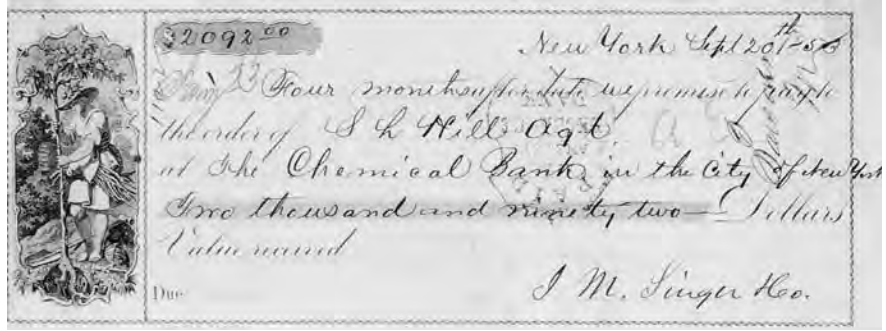 $2092 00
New York Sept 20th 1856
Jany 23 Four months after date we promise to pay to
the order of S L Hill Agt
at The Chemical Bank in the City of New York
Two thousand and ninety two — Dollars
Value received
Due
I M. Singer & Co.